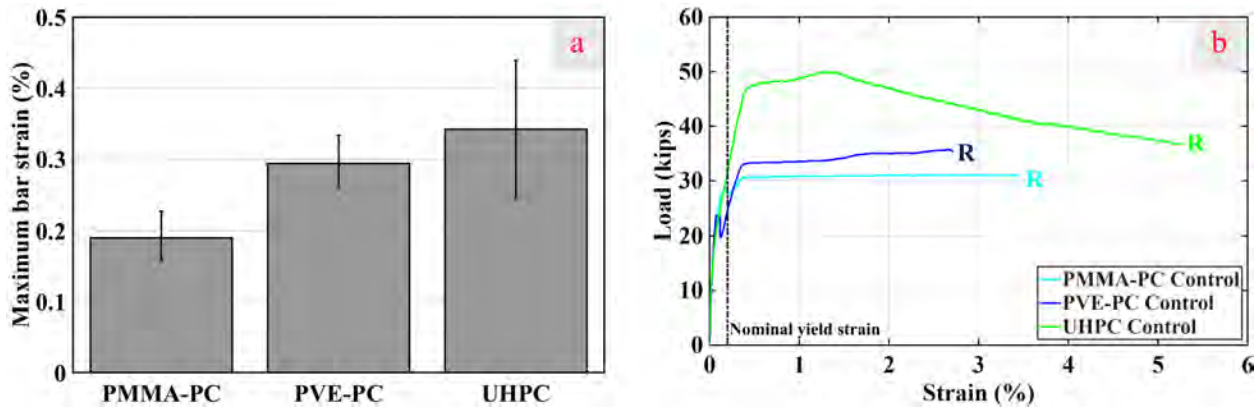 0.5
0.4
0.3
0.2
0.1
0
Maximum bar strain (%)
PMMA-PC PVE-PC UHPC
a
60
50
40
30
20
10
0
Load (kips)
b
R
R
R
PMMA-PC Control
PVE-PC Control
UHPC Control
Nominal yield strain
0 1 2 3 4 5 6
Strain (%)